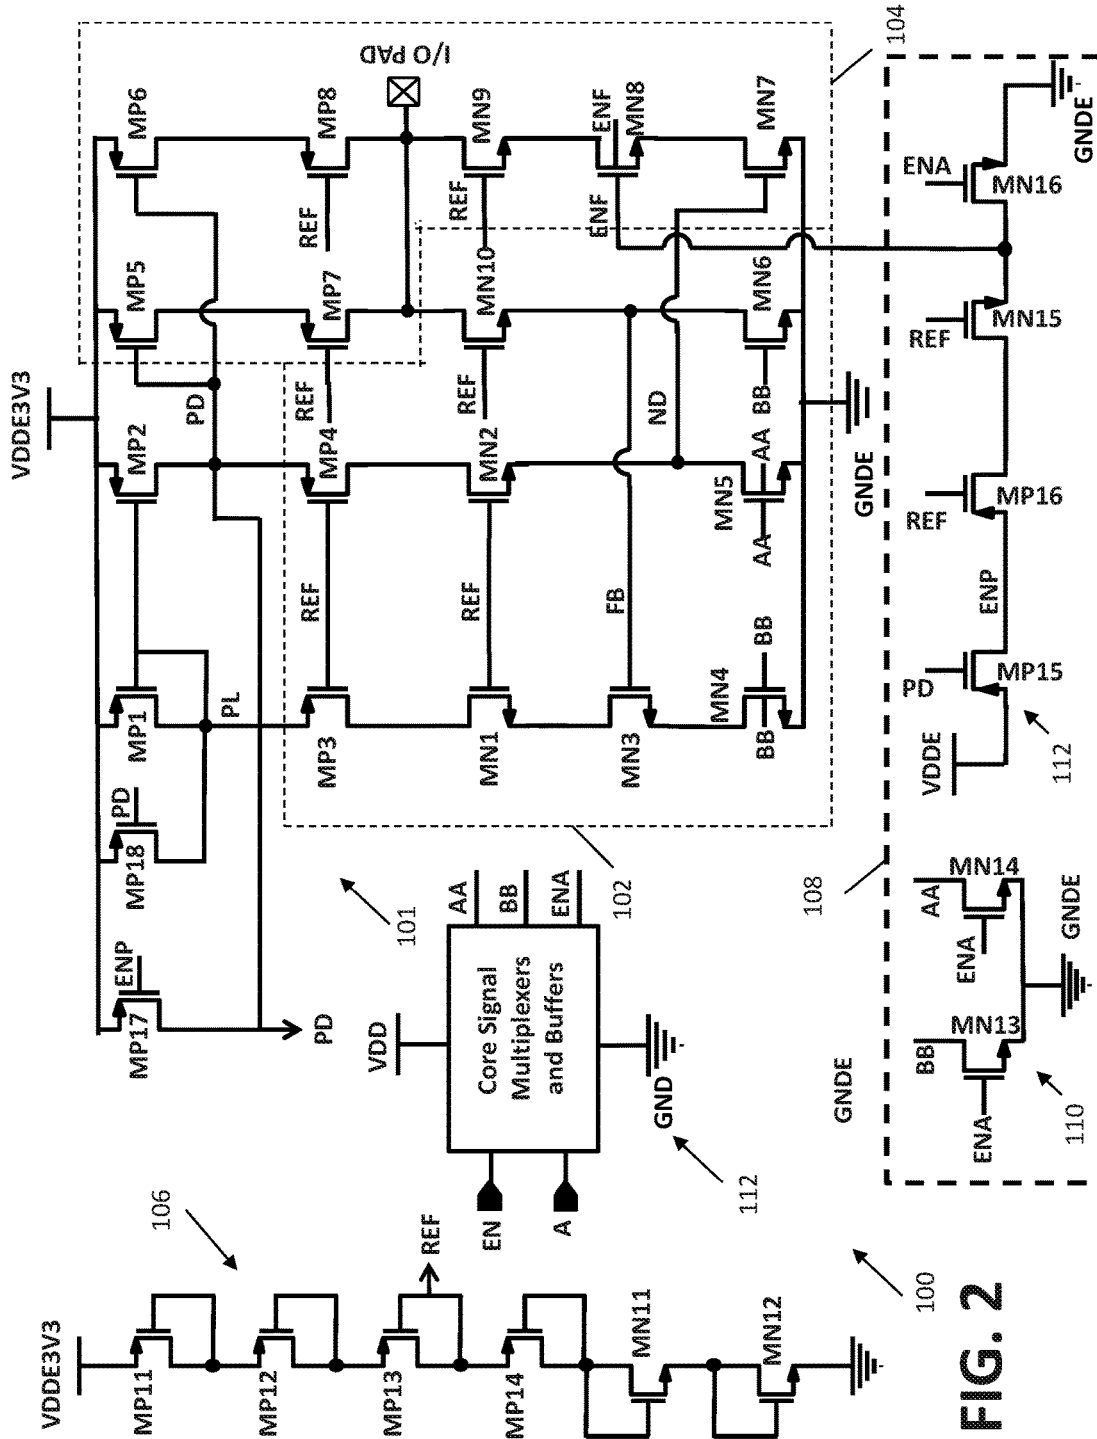 VDDE3V3
MP11
MP12
MP13
MP14
MN11
MN12
REF
106
100
FIG. 2
VDD
Core Signal
Multiplexers
and Buffers
EN
A
AA
BB
ENA
GND
112
101
VDDE3V3
MP17
ENP
PD
MP18
PD
MP1
PL
MP2
PD
MP5
MP6
MP3
REF
MP4
REF
MP7
REF
MP8
I/O PAD
MN1
REF
MN2
REF
MN10
REF
MN9
MN3
FB
ND
ENF
ENF
MN8
MN4
BB
BB
MN5
AA
AA
BB
MN6
MN7
GNDE
102
104
108
GNDE
BB
MN13
ENA
AA
MN14
ENA
GNDE
110
VDDE
PD
MP15
112
ENP
REF
MP16
REF
MN15
ENA
MN16
GNDE